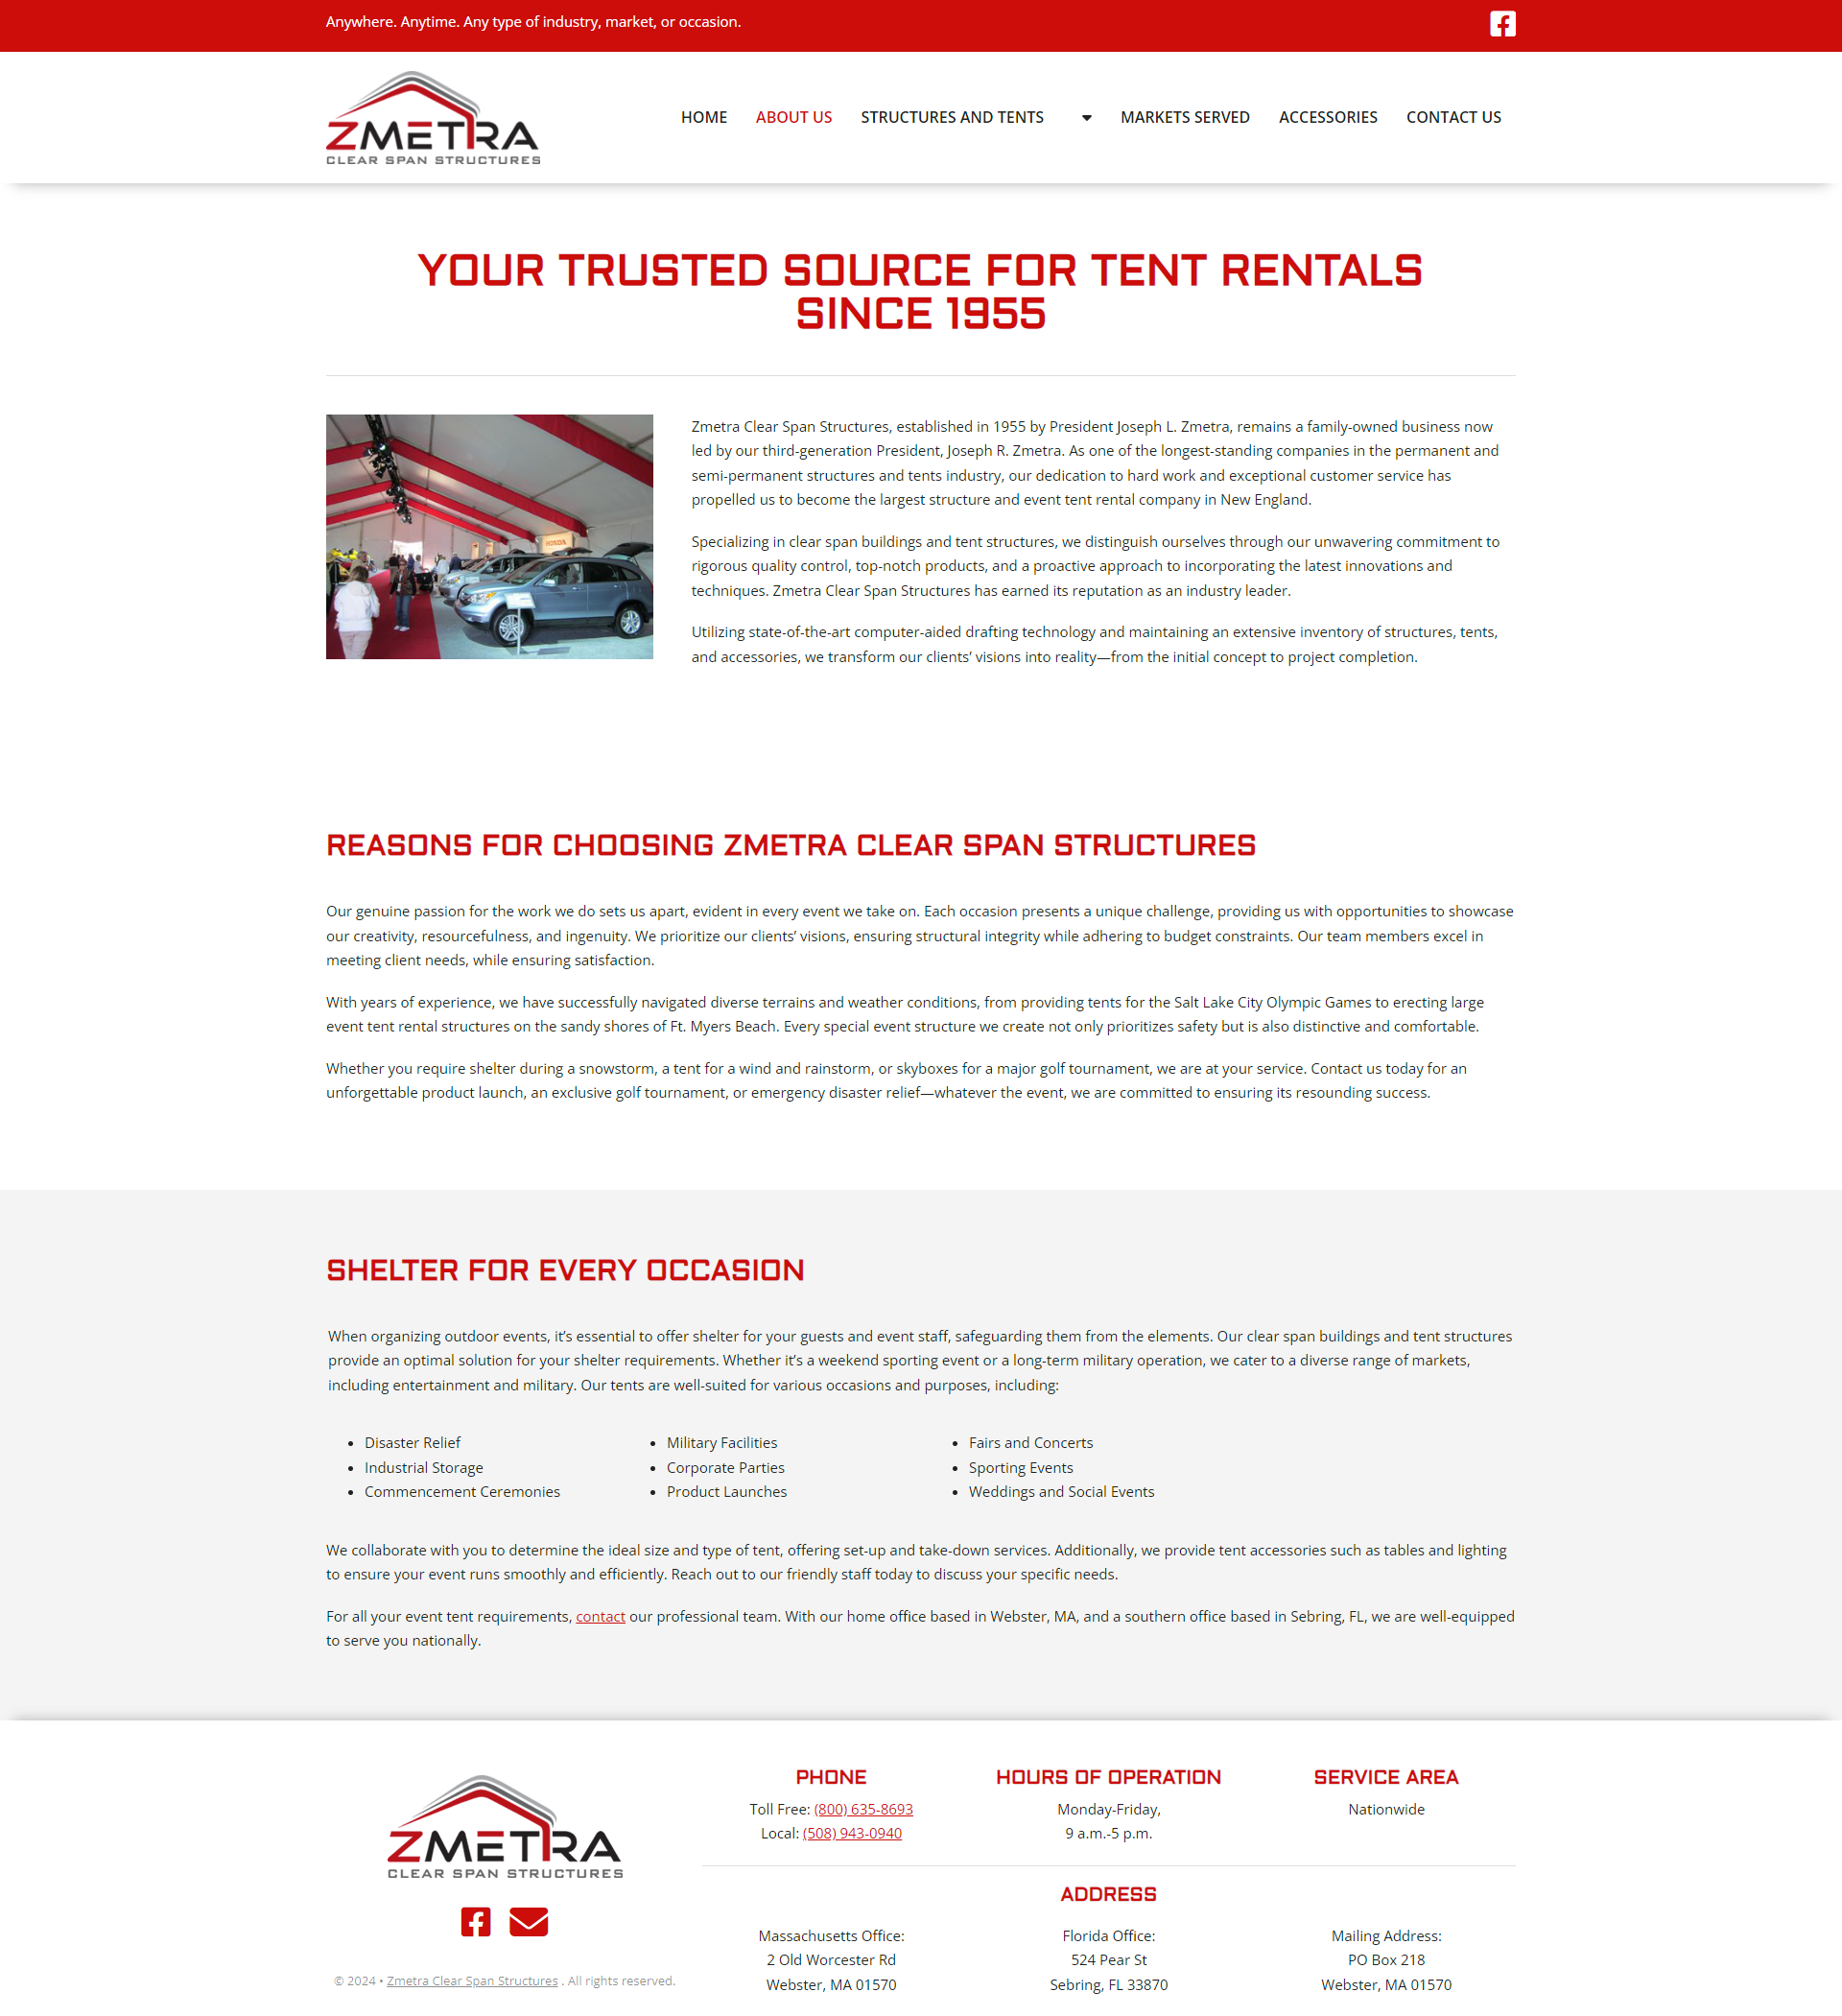 Anywhere. Anytime. Any type of industry, market, or occasion.
ZMETRA
CLEAR SPAN STRUCTURES
HOME ABOUT US STRUCTURES AND TENTS MARKETS SERVED ACCESSORIES CONTACT US
YOUR TRUSTED SOURCE FOR TENT RENTALS
SINCE 1955
HONDA
Zmetra Clear Span Structures, established in 1955 by President Joseph L. Zmetra, remains a family-owned business now
led by our third-generation President, Joseph R. Zmetra. As one of the longest-standing companies in the permanent and
semi-permanent structures and tents industry, our dedication to hard work and exceptional customer service has
propelled us to become the largest structure and event tent rental company in New England.
Specializing in clear span buildings and tent structures, we distinguish ourselves through our unwavering commitment to
rigorous quality control, top-notch products, and a proactive approach to incorporating the latest innovations and
techniques. Zmetra Clear Span Structures has earned its reputation as an industry leader.
Utilizing state-of-the-art computer-aided drafting technology and maintaining an extensive inventory of structures, tents,
and accessories, we transform our clients’ visions into reality—from the initial concept to project completion.
REASONS FOR CHOOSING ZMETRA CLEAR SPAN STRUCTURES
Our genuine passion for the work we do sets us apart, evident in every event we take on. Each occasion presents a unique challenge, providing us with opportunities to showcase
our creativity, resourcefulness, and ingenuity. We prioritize our clients’ visions, ensuring structural integrity while adhering to budget constraints. Our team members excel in
meeting client needs, while ensuring satisfaction.
With years of experience, we have successfully navigated diverse terrains and weather conditions, from providing tents for the Salt Lake City Olympic Games to erecting large
event tent rental structures on the sandy shores of Ft. Myers Beach. Every special event structure we create not only prioritizes safety but is also distinctive and comfortable.
Whether you require shelter during a snowstorm, a tent for a wind and rainstorm, or skyboxes for a major golf tournament, we are at your service. Contact us today for an
unforgettable product launch, an exclusive golf tournament, or emergency disaster relief—whatever the event, we are committed to ensuring its resounding success.
SHELTER FOR EVERY OCCASION
When organizing outdoor events, it’s essential to offer shelter for your guests and event staff, safeguarding them from the elements. Our clear span buildings and tent structures
provide an optimal solution for your shelter requirements. Whether it’s a weekend sporting event or a long-term military operation, we cater to a diverse range of markets,
including entertainment and military. Our tents are well-suited for various occasions and purposes, including:
• Disaster Relief
• Industrial Storage
• Commencement Ceremonies
• Military Facilities
• Corporate Parties
• Product Launches
• Fairs and Concerts
• Sporting Events
• Weddings and Social Events
We collaborate with you to determine the ideal size and type of tent, offering set-up and take-down services. Additionally, we provide tent accessories such as tables and lighting
to ensure your event runs smoothly and efficiently. Reach out to our friendly staff today to discuss your specific needs.
For all your event tent requirements, contact our professional team. With our home office based in Webster, MA, and a southern office based in Sebring, FL, we are well-equipped
to serve you nationally.
ZMETRA
CLEAR SPAN STRUCTURES
© 2024 • Zmetra Clear Span Structures . All rights reserved.
PHONE
Toll Free: (800) 635-8693
Local: (508) 943-0940
HOURS OF OPERATION
Monday-Friday,
9 a.m.-5 p.m.
SERVICE AREA
Nationwide
ADDRESS
Massachusetts Office:
2 Old Worcester Rd
Webster, MA 01570
Florida Office:
524 Pear St
Sebring, FL 33870
Mailing Address:
PO Box 218
Webster, MA 01570